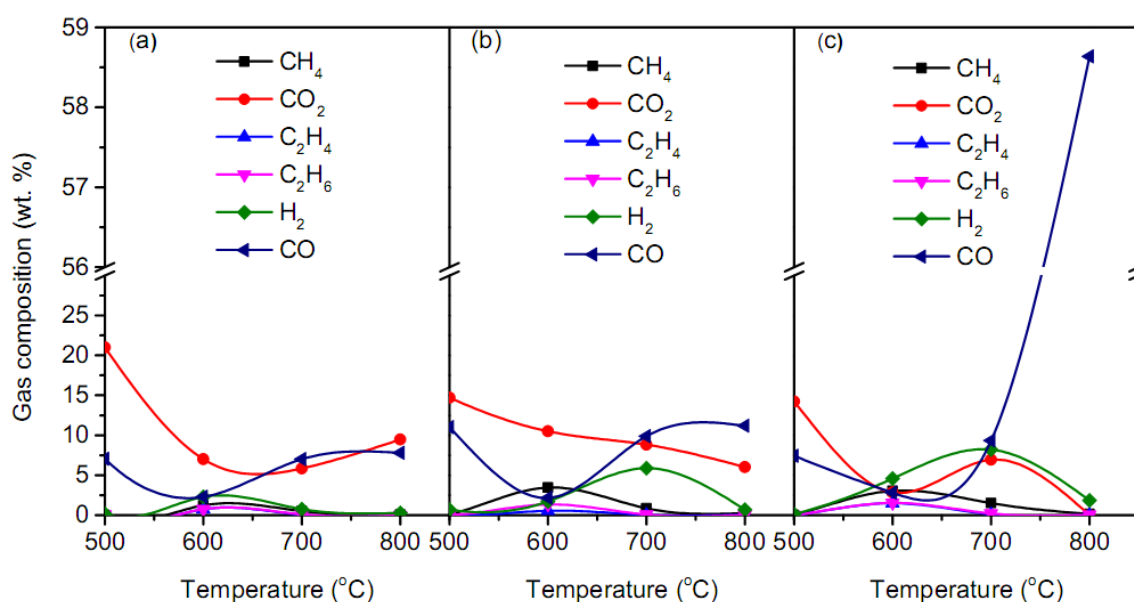 Gas composition (wt. %)
59
58
57
56
25
20
15
10
5
0
(a)
CH₄
CO₂
C₂H₄
C₂H₆
H₂
CO
(b)
CH₄
CO₂
C₂H₄
C₂H₆
H₂
CO
(c)
CH₄
CO₂
C₂H₄
C₂H₆
H₂
CO
500 600 700 800 500 600 700 800 500 600 700 800
Temperature (°C) Temperature (°C) Temperature (°C)